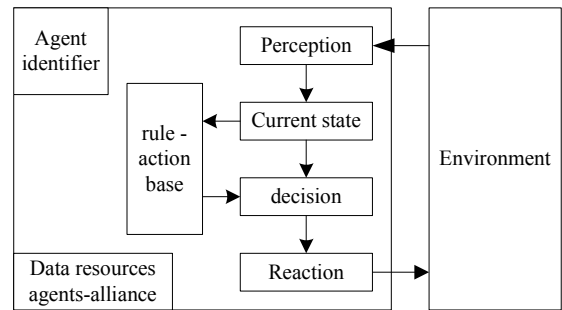 Agent
identifier
Perception
Current state
rule -
action
base
decision
Reaction
Data resources
agents-alliance
Environment